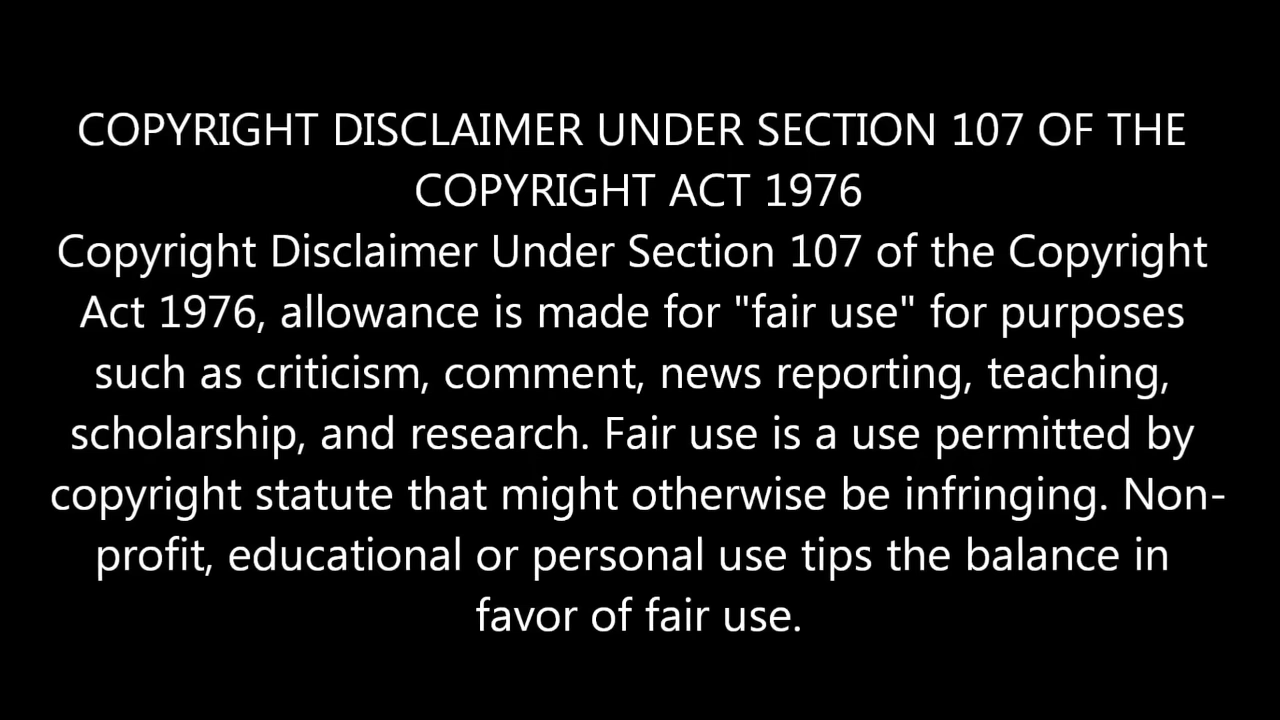 COPYRIGHT DISCLAIMER UNDER SECTION 107 OF THE
COPYRIGHT ACT 1976
Copyright Disclaimer Under Section 107 of the Copyright
Act 1976, allowance is made for "fair use" for purposes
such as criticism, comment, news reporting, teaching,
scholarship, and research. Fair use is a use permitted by
copyright statute that might otherwise be infringing. Non-
profit, educational or personal use tips the balance in
favor of fair use.